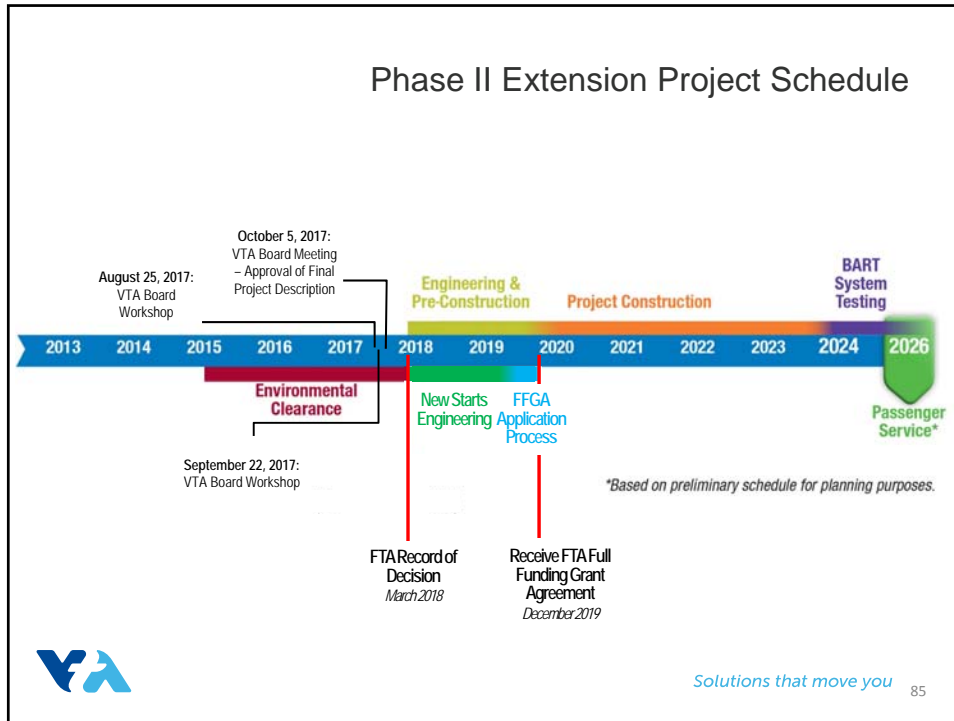 Phase II Extension Project Schedule
October 5, 2017:
VTA Board Meeting
– Approval of Final
Project Description
August 25, 2017:
VTA Board
Workshop
Engineering &
Pre-Construction
Project Construction
BART
System
Testing
2013 2014 2015 2016 2017 2018 2019 2020 2021 2022 2023 2024 2026
Environmental
Clearance
New Starts
Engineering
FFGA
Application
Process
Passenger
Service*
September 22, 2017:
VTA Board Workshop
*Based on preliminary schedule for planning purposes.
FTA Record of
Decision
March 2018
Receive FTA Full
Funding Grant
Agreement
December 2019
VTA
Solutions that move you
85